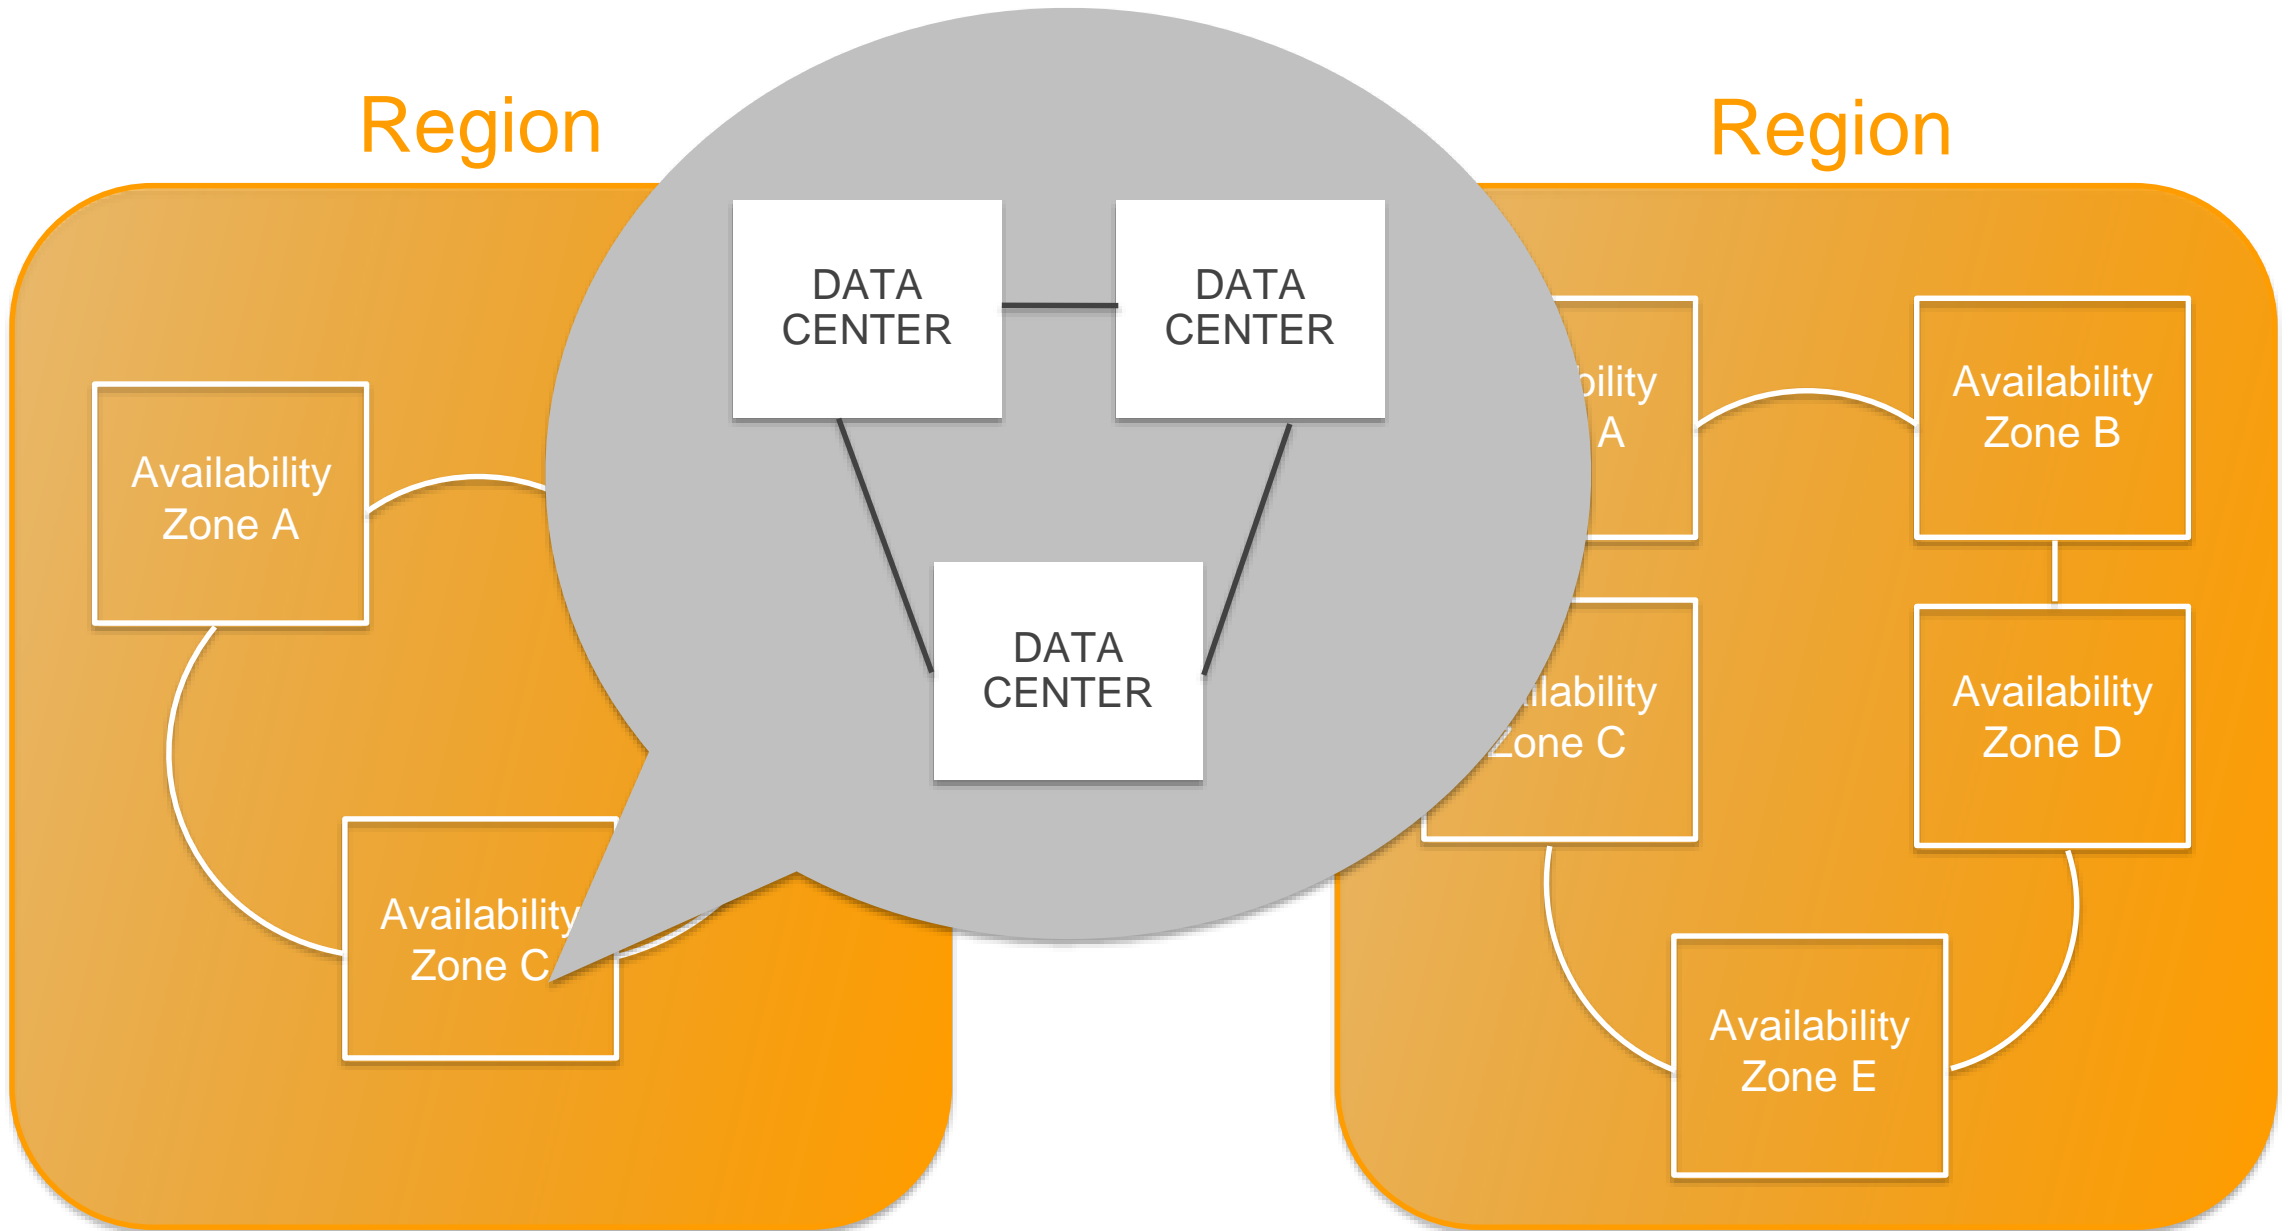 Region
Availability
Zone A
Availability
Zone C
DATA
CENTER
DATA
CENTER
DATA
CENTER
Region
A
Availability
Zone B
C
Availability
Zone D
Availability
Zone E